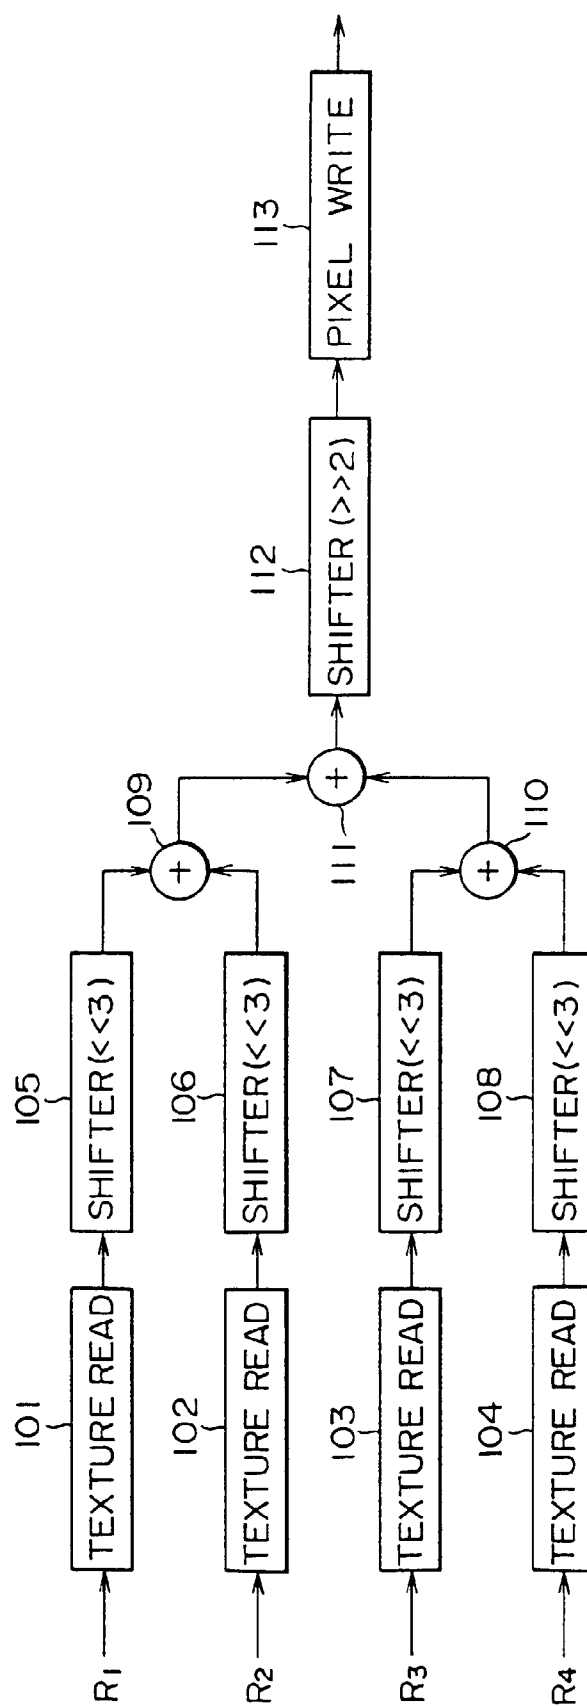 R1
101
TEXTURE READ
105
SHIFTER(<<3)
109
+
R2
102
TEXTURE READ
106
SHIFTER(<<3)
111
+
112
SHIFTER(>>2)
113
PIXEL WRITE
R3
103
TEXTURE READ
107
SHIFTER(<<3)
110
+
R4
104
TEXTURE READ
108
SHIFTER(<<3)